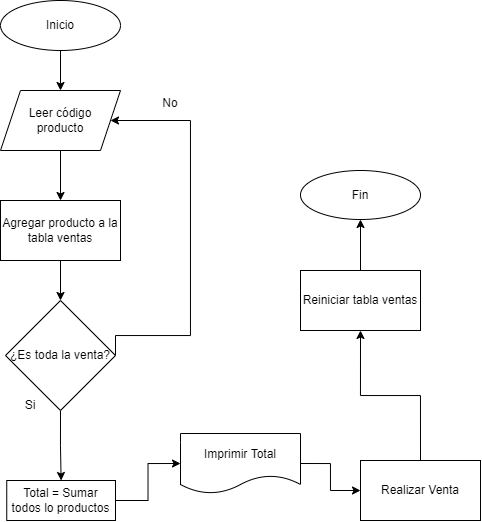 Inicio
No
Leer código
producto
Agregar producto a la
tabla ventas
¿Es toda la venta?
Si
Total = Sumar
todos lo productos
Imprimir Total
Realizar Venta
Reiniciar tabla ventas
Fin